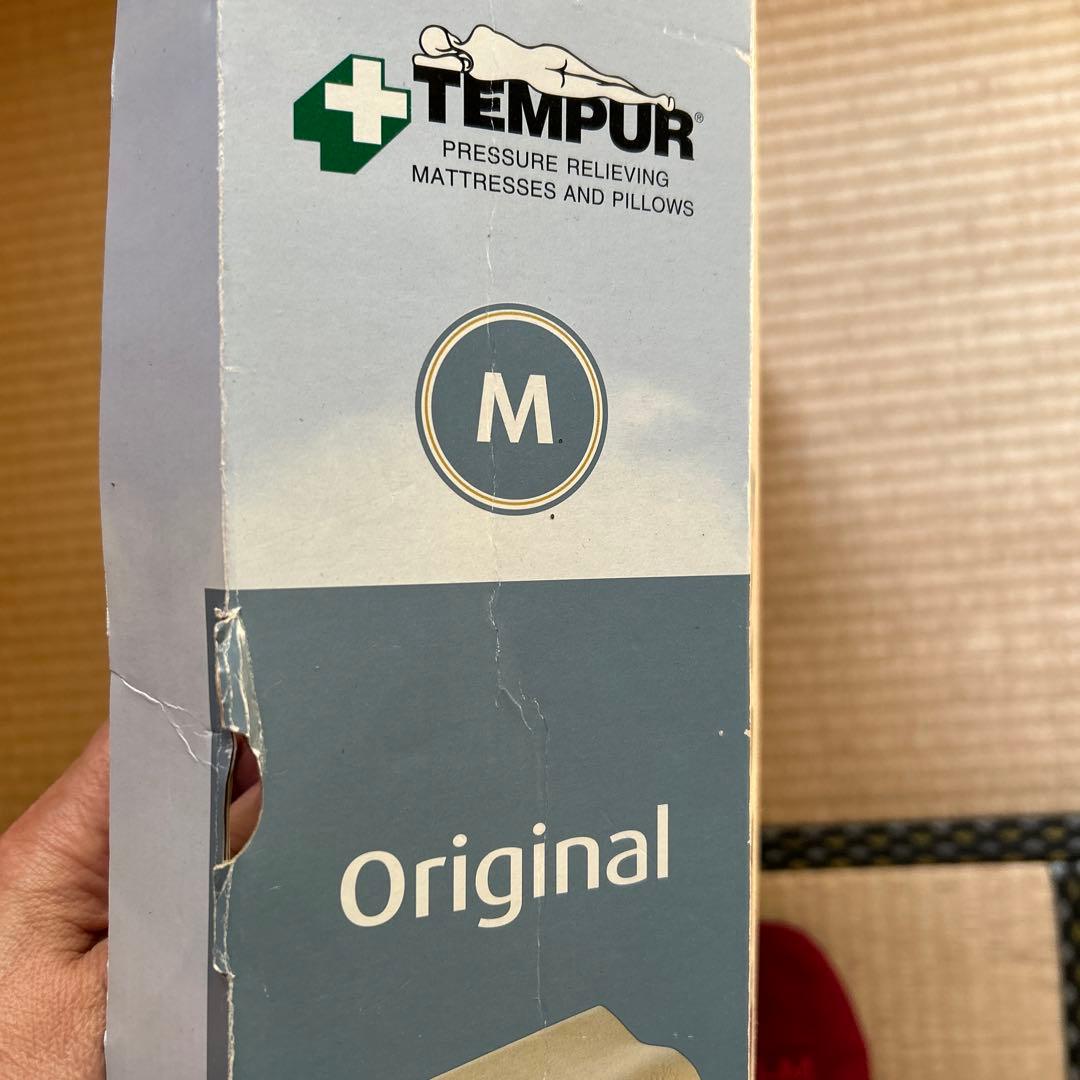 TEMPUR®
PRESSURE RELIEVING
MATTRESSES AND PILLOWS
M
Original